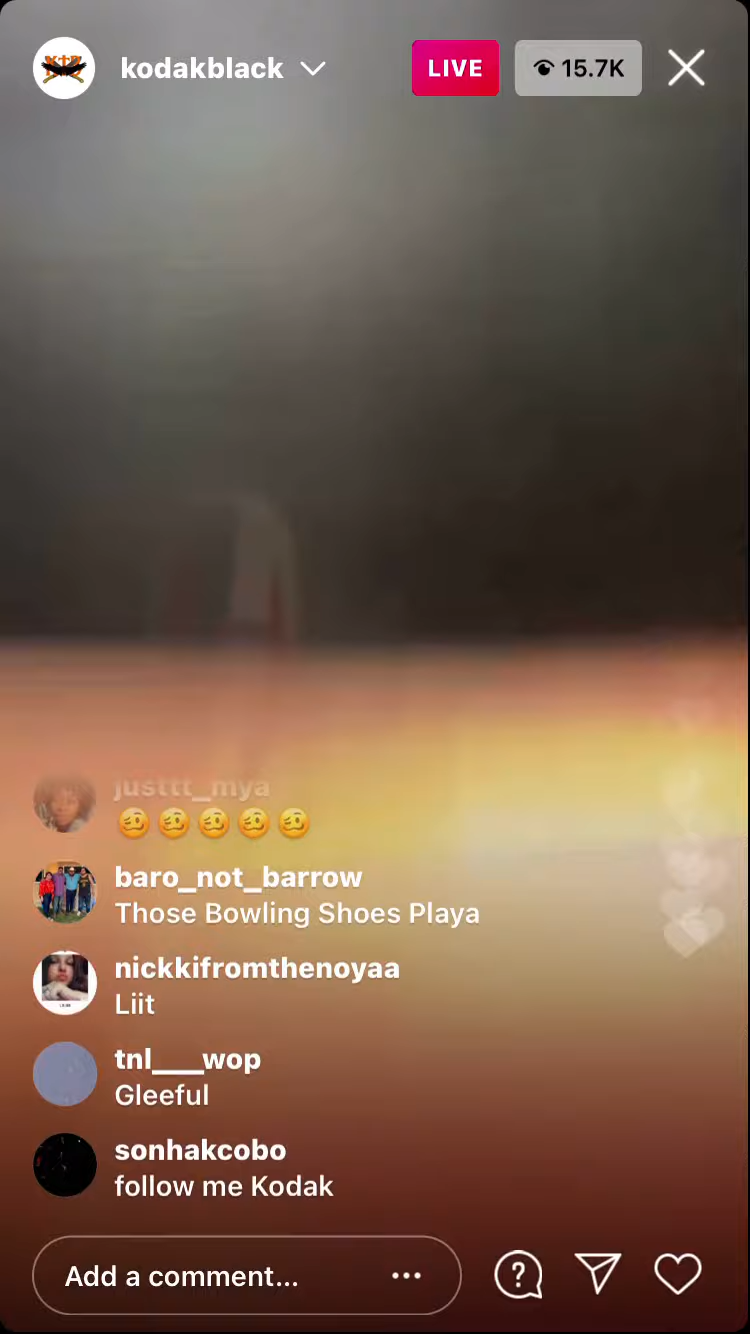 kodakblack
LIVE
15.7K
justtt_mya
🥴🥴🥴🥴🥴
baro_not_barrow
Those Bowling Shoes Playa
nickkifromthenoyaa
Liit
tnl___wop
Gleeful
sonhakcobo
follow me Kodak
Add a comment...